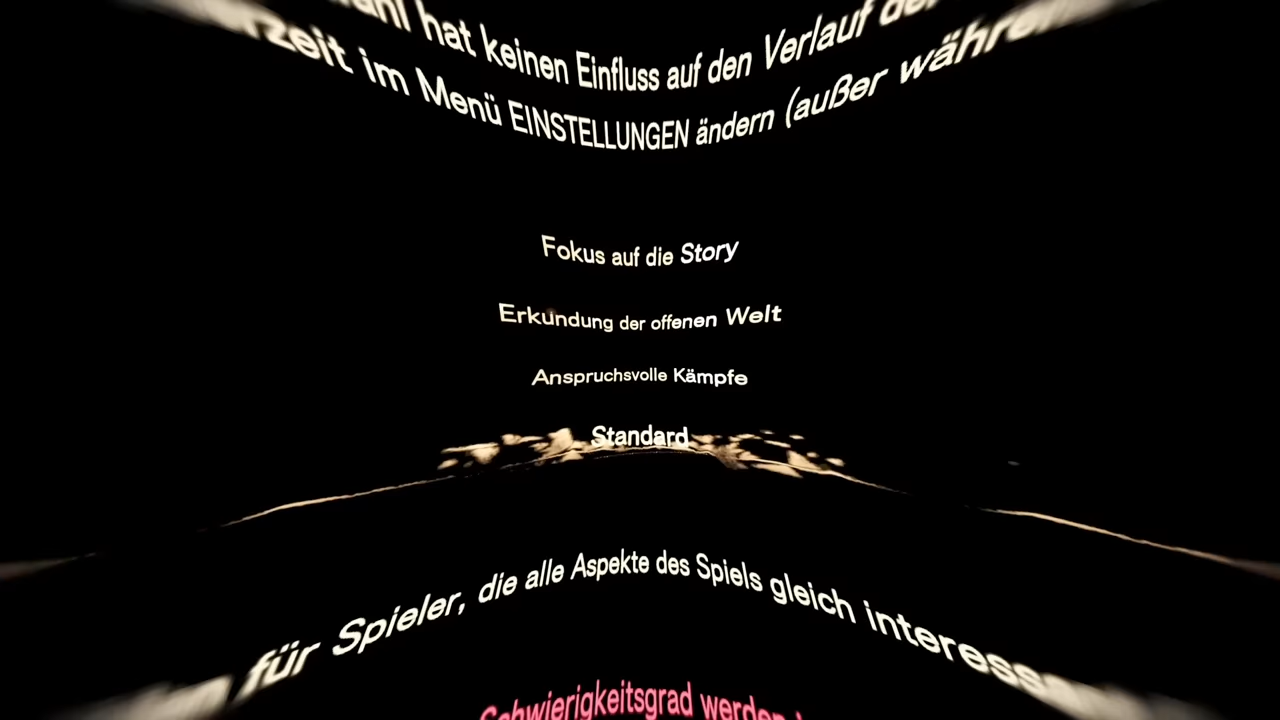 hat keinen Einfluss auf den Verlauf
im Menü EINSTELLUNGEN ändern (außer
Fokus auf die Story
Erkundung der offenen Welt
Anspruchsvolle Kämpfe
Standard
für Spieler, die alle Aspekte des Spiels gleich
Schwierigkeitsgrad werden